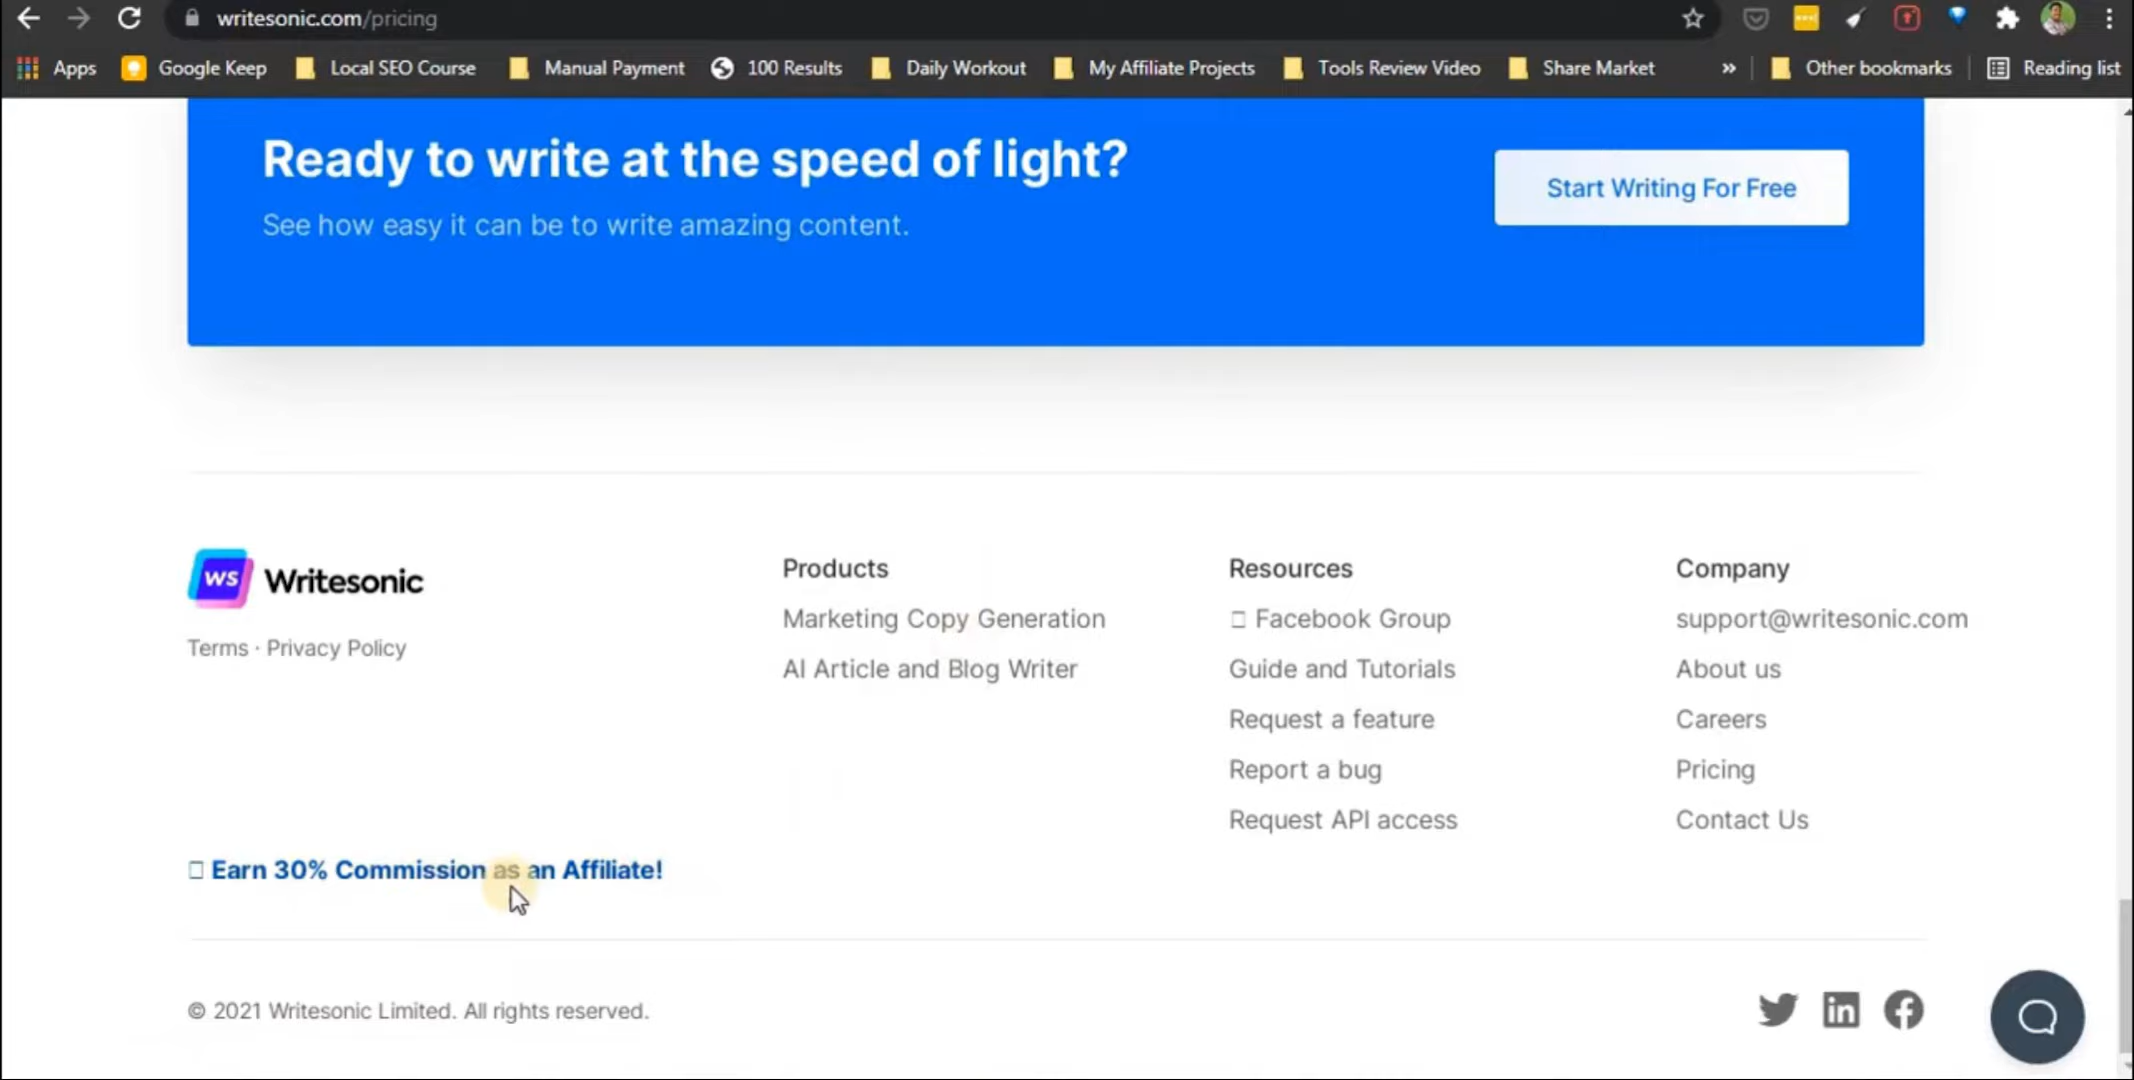 writesonic.com/pricing
Apps Google Keep Local SEO Course Manual Payment 100 Results Daily Workout My Affiliate Projects Tools Review Video Share Market » Other bookmarks Reading list
Ready to write at the speed of light?
See how easy it can be to write amazing content.
Start Writing For Free
WS Writesonic
Terms · Privacy Policy
Earn 30% Commission as an Affiliate!
Products
Marketing Copy Generation
AI Article and Blog Writer
Resources
Facebook Group
Guide and Tutorials
Request a feature
Report a bug
Request API access
Company
support@writesonic.com
About us
Careers
Pricing
Contact Us
© 2021 Writesonic Limited. All rights reserved.